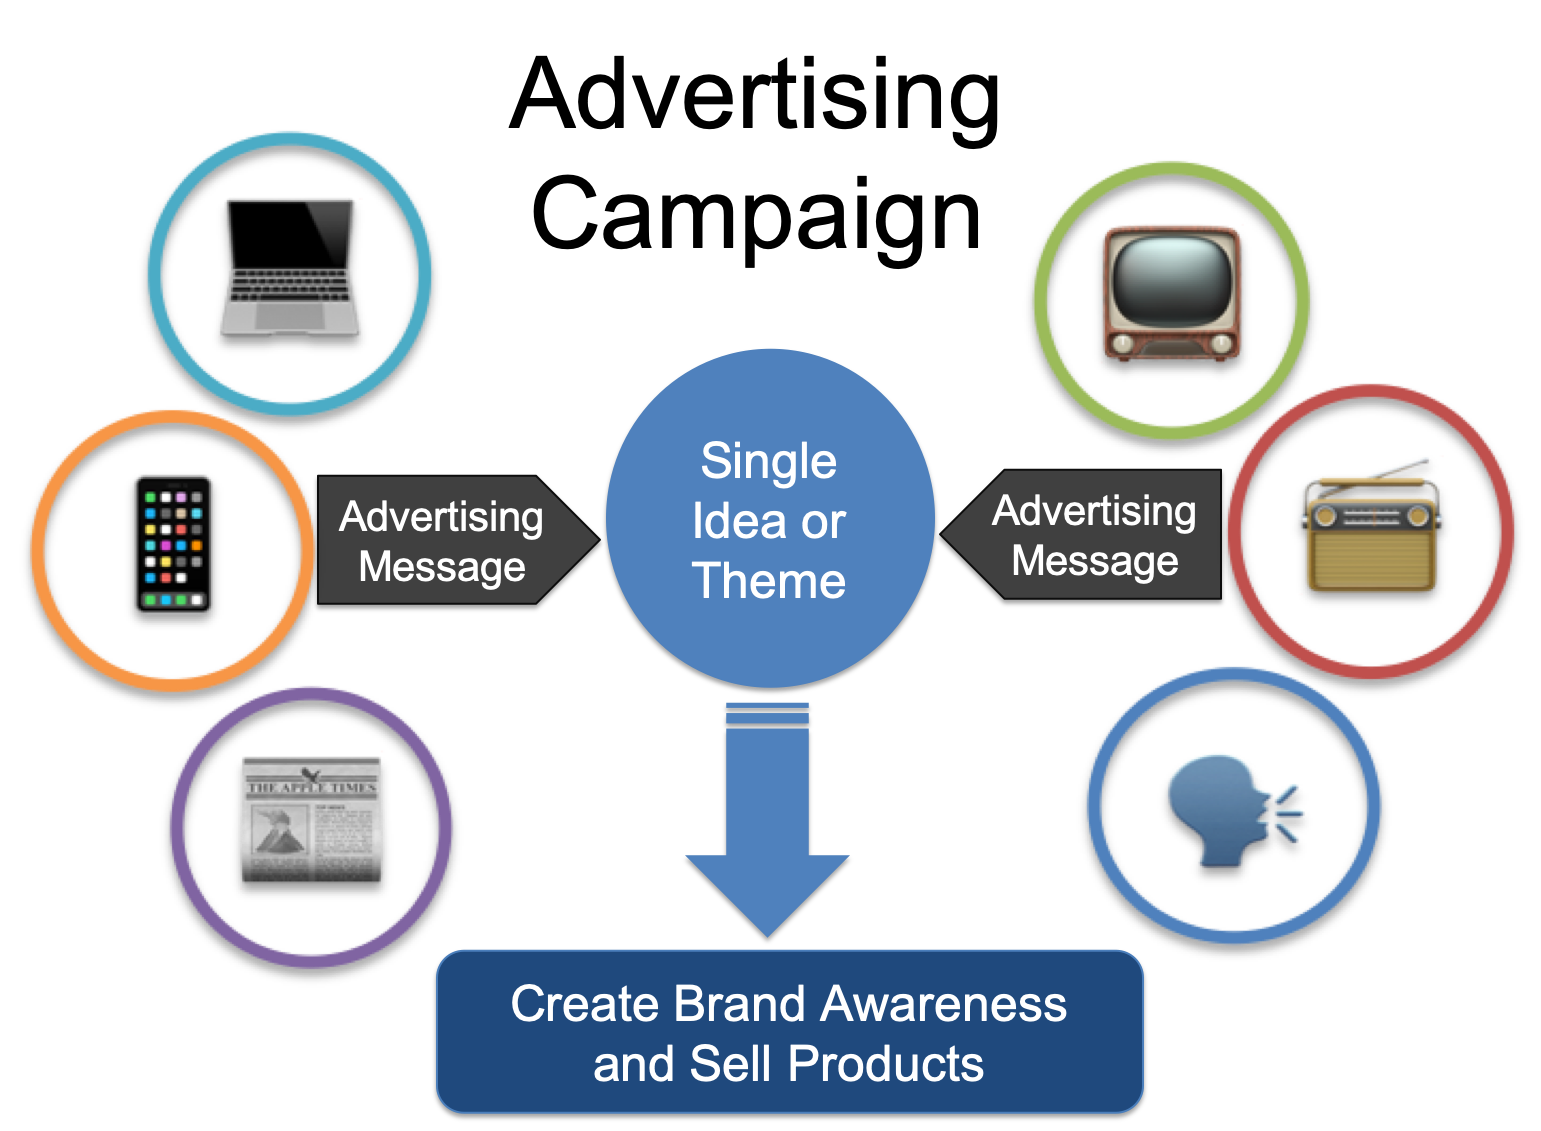 Advertising
Campaign
Single
Idea or
Theme
Advertising
Message
Advertising
Message
THE APPLE TIMES
Create Brand Awareness
and Sell Products